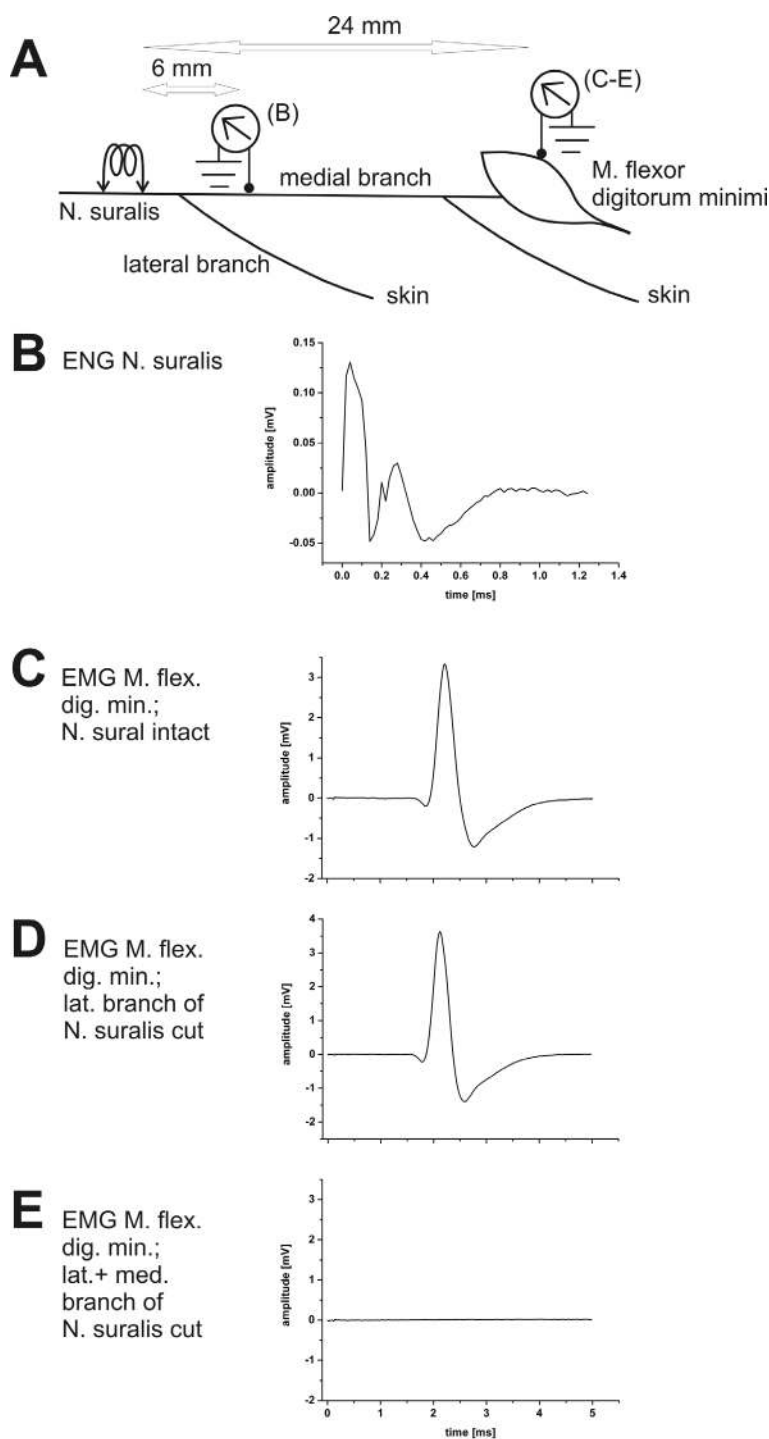 24 mm
A
6 mm
(B)
(C-E)
medial branch
M. flexor
digitorum minimi
N. suralis
lateral branch
skin
skin
B ENG N. suralis
0.15
0.10
0.05
0.00
-0.05
amplitude [mV]
0.0 0.2 0.4 0.6 0.8 1.0 1.2 1.4
time [ms]
C EMG M. flex.
dig. min.;
N. sural intact
3
2
1
0
-1
-2
amplitude [mV]
D EMG M. flex.
dig. min.;
lat. branch of
N. suralis cut
4
3
2
1
0
-1
-2
amplitude [mV]
E EMG M. flex.
dig. min.;
lat.+ med.
branch of
N. suralis cut
3
2
1
0
-1
-2
amplitude [mV]
0 1 2 3 4 5
time [ms]